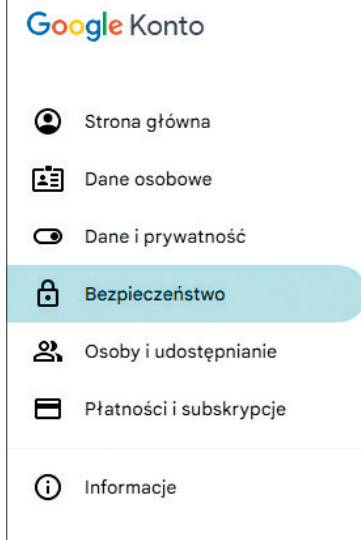 Google Konto
Strona główna
Dane osobowe
Dane i prywatność
Bezpieczeństwo
Osoby i udostępnianie
Płatności i subskrypcje
Informacje